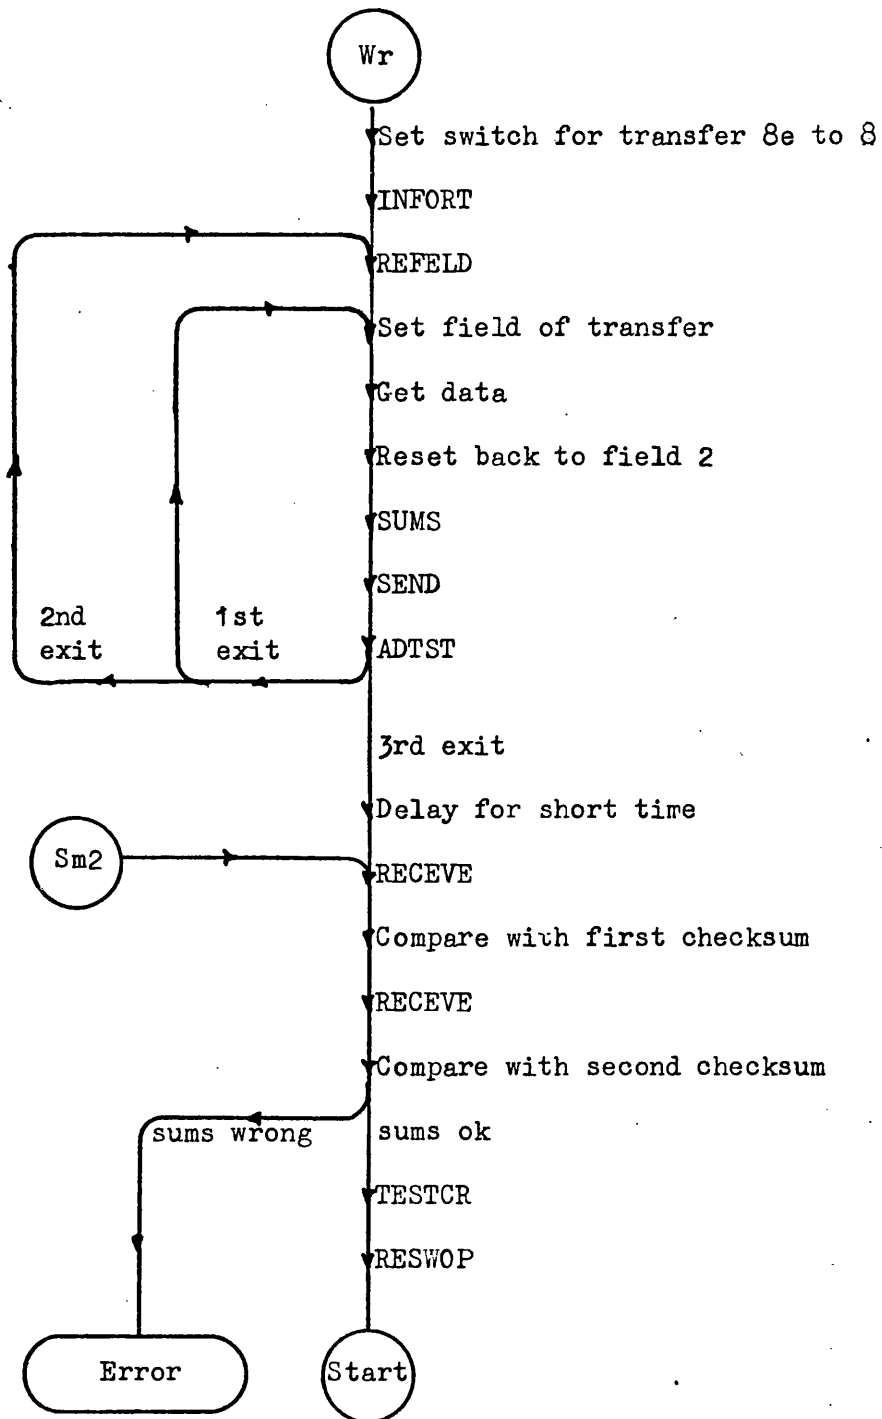 Wr
Set switch for transfer 8e to 8
INFORT
REFELD
Set field of transfer
Get data
Reset back to field 2
SUMS
SEND
2nd
exit
1st
exit
ADTST
3rd exit
Delay for short time
Sm2
RECEVE
Compare with first checksum
RECEVE
Compare with second checksum
sums wrong
sums ok
TESTCR
RESWOP
Error
Start